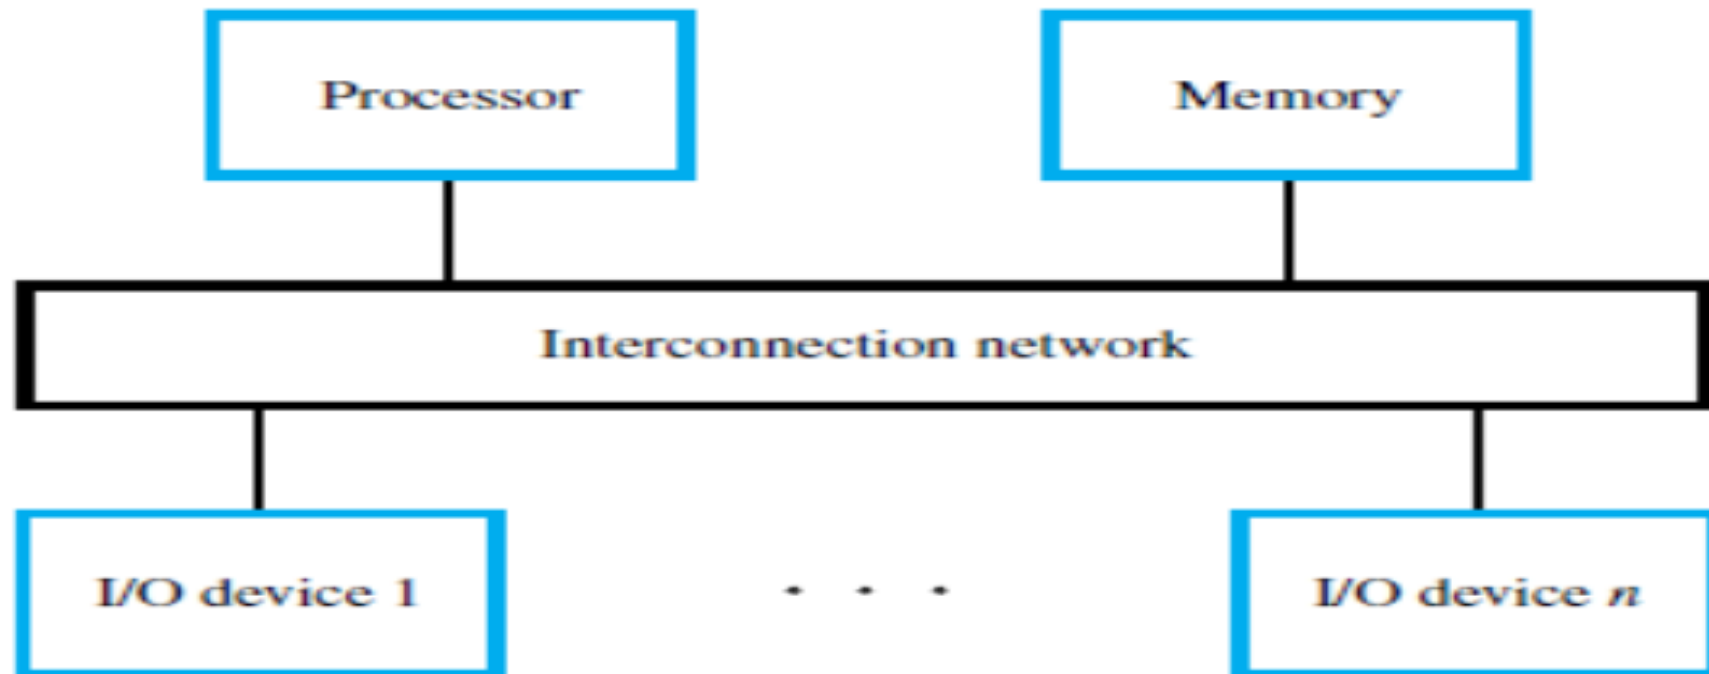 Processor
Memory
Interconnection network
I/O device 1
. . .
I/O device n